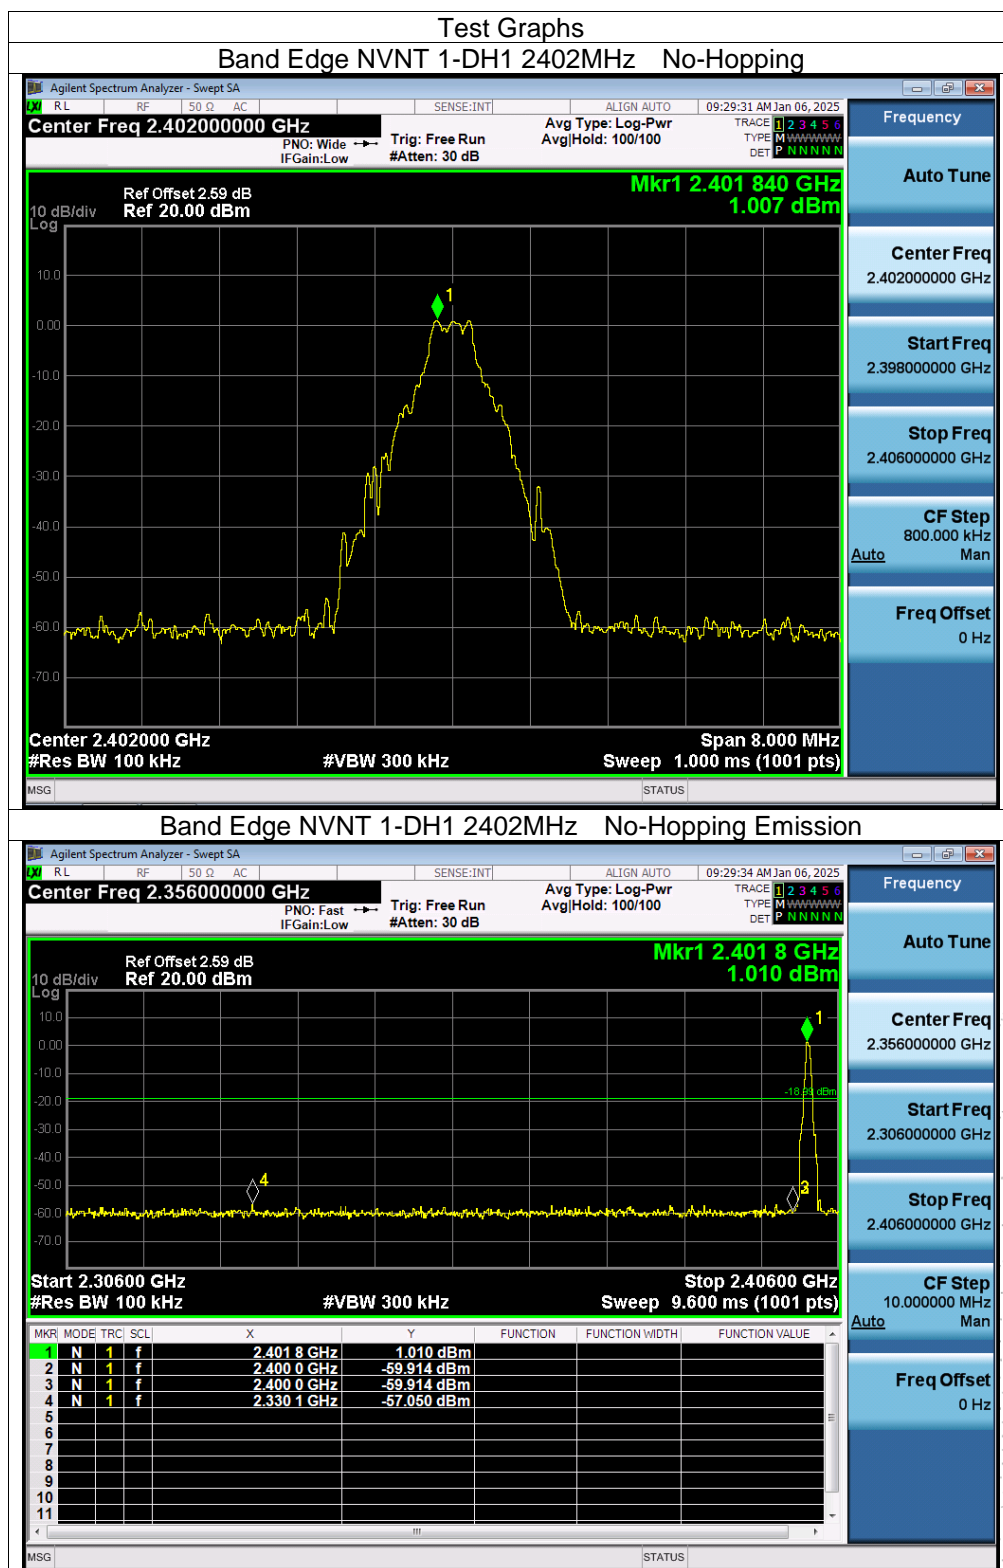 Test Graphs
Band Edge NVNT 1-DH1 2402MHz No-Hopping
Agilent Spectrum Analyzer - Swept SA
LXI RL RF 50 Ω AC SENSE:INT ALIGN AUTO 09:29:31 AM Jan 06, 2025
Center Freq 2.402000000 GHz
PNO: Wide
IFGain:Low
Trig: Free Run
#Atten: 30 dB
Avg Type: Log-Pwr
Avg|Hold: 100/100
TRACE 1 2 3 4 5 6
TYPE M WWWWW
DET P N N N N N
Frequency
Auto Tune
Center Freq
2.402000000 GHz
Start Freq
2.398000000 GHz
Stop Freq
2.406000000 GHz
CF Step
800.000 kHz
Auto Man
Freq Offset
0 Hz
Mkr1 2.401 840 GHz
1.007 dBm
Ref Offset 2.59 dB
10 dB/div Ref 20.00 dBm
Log
10.0
0.00
-10.0
-20.0
-30.0
-40.0
-50.0
-60.0
-70.0
1
Center 2.402000 GHz Span 8.000 MHz
#Res BW 100 kHz #VBW 300 kHz Sweep 1.000 ms (1001 pts)
MSG STATUS
Band Edge NVNT 1-DH1 2402MHz No-Hopping Emission
Agilent Spectrum Analyzer - Swept SA
LXI RL RF 50 Ω AC SENSE:INT ALIGN AUTO 09:29:34 AM Jan 06, 2025
Center Freq 2.356000000 GHz
PNO: Fast
IFGain:Low
Trig: Free Run
#Atten: 30 dB
Avg Type: Log-Pwr
Avg|Hold: 100/100
TRACE 1 2 3 4 5 6
TYPE M WWWWW
DET P N N N N N
Frequency
Auto Tune
Center Freq
2.356000000 GHz
Start Freq
2.306000000 GHz
Stop Freq
2.406000000 GHz
CF Step
10.000000 MHz
Auto Man
Freq Offset
0 Hz
Mkr1 2.401 8 GHz
1.010 dBm
Ref Offset 2.59 dB
10 dB/div Ref 20.00 dBm
Log
10.0
0.00
-10.0
-20.0
-30.0
-40.0
-50.0
-60.0
-70.0
1
-18.99 dBm
4
3
Start 2.30600 GHz Stop 2.40600 GHz
#Res BW 100 kHz #VBW 300 kHz Sweep 9.600 ms (1001 pts)
MKR MODE TRC SCL X Y FUNCTION FUNCTION WIDTH FUNCTION VALUE
1 N 1 f 2.401 8 GHz 1.010 dBm
2 N 1 f 2.400 0 GHz -59.914 dBm
3 N 1 f 2.400 0 GHz -59.914 dBm
4 N 1 f 2.330 1 GHz -57.050 dBm
5
6
7
8
9
10
11
MSG STATUS